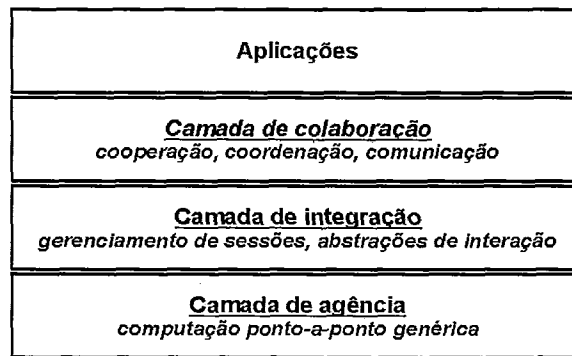 Aplicações
Camada de colaboração
cooperação, coordenação, comunicação
Camada de integração
gerenciamento de sessões, abstrações de interação
Camada de agência
computação ponto-a-ponto genérica